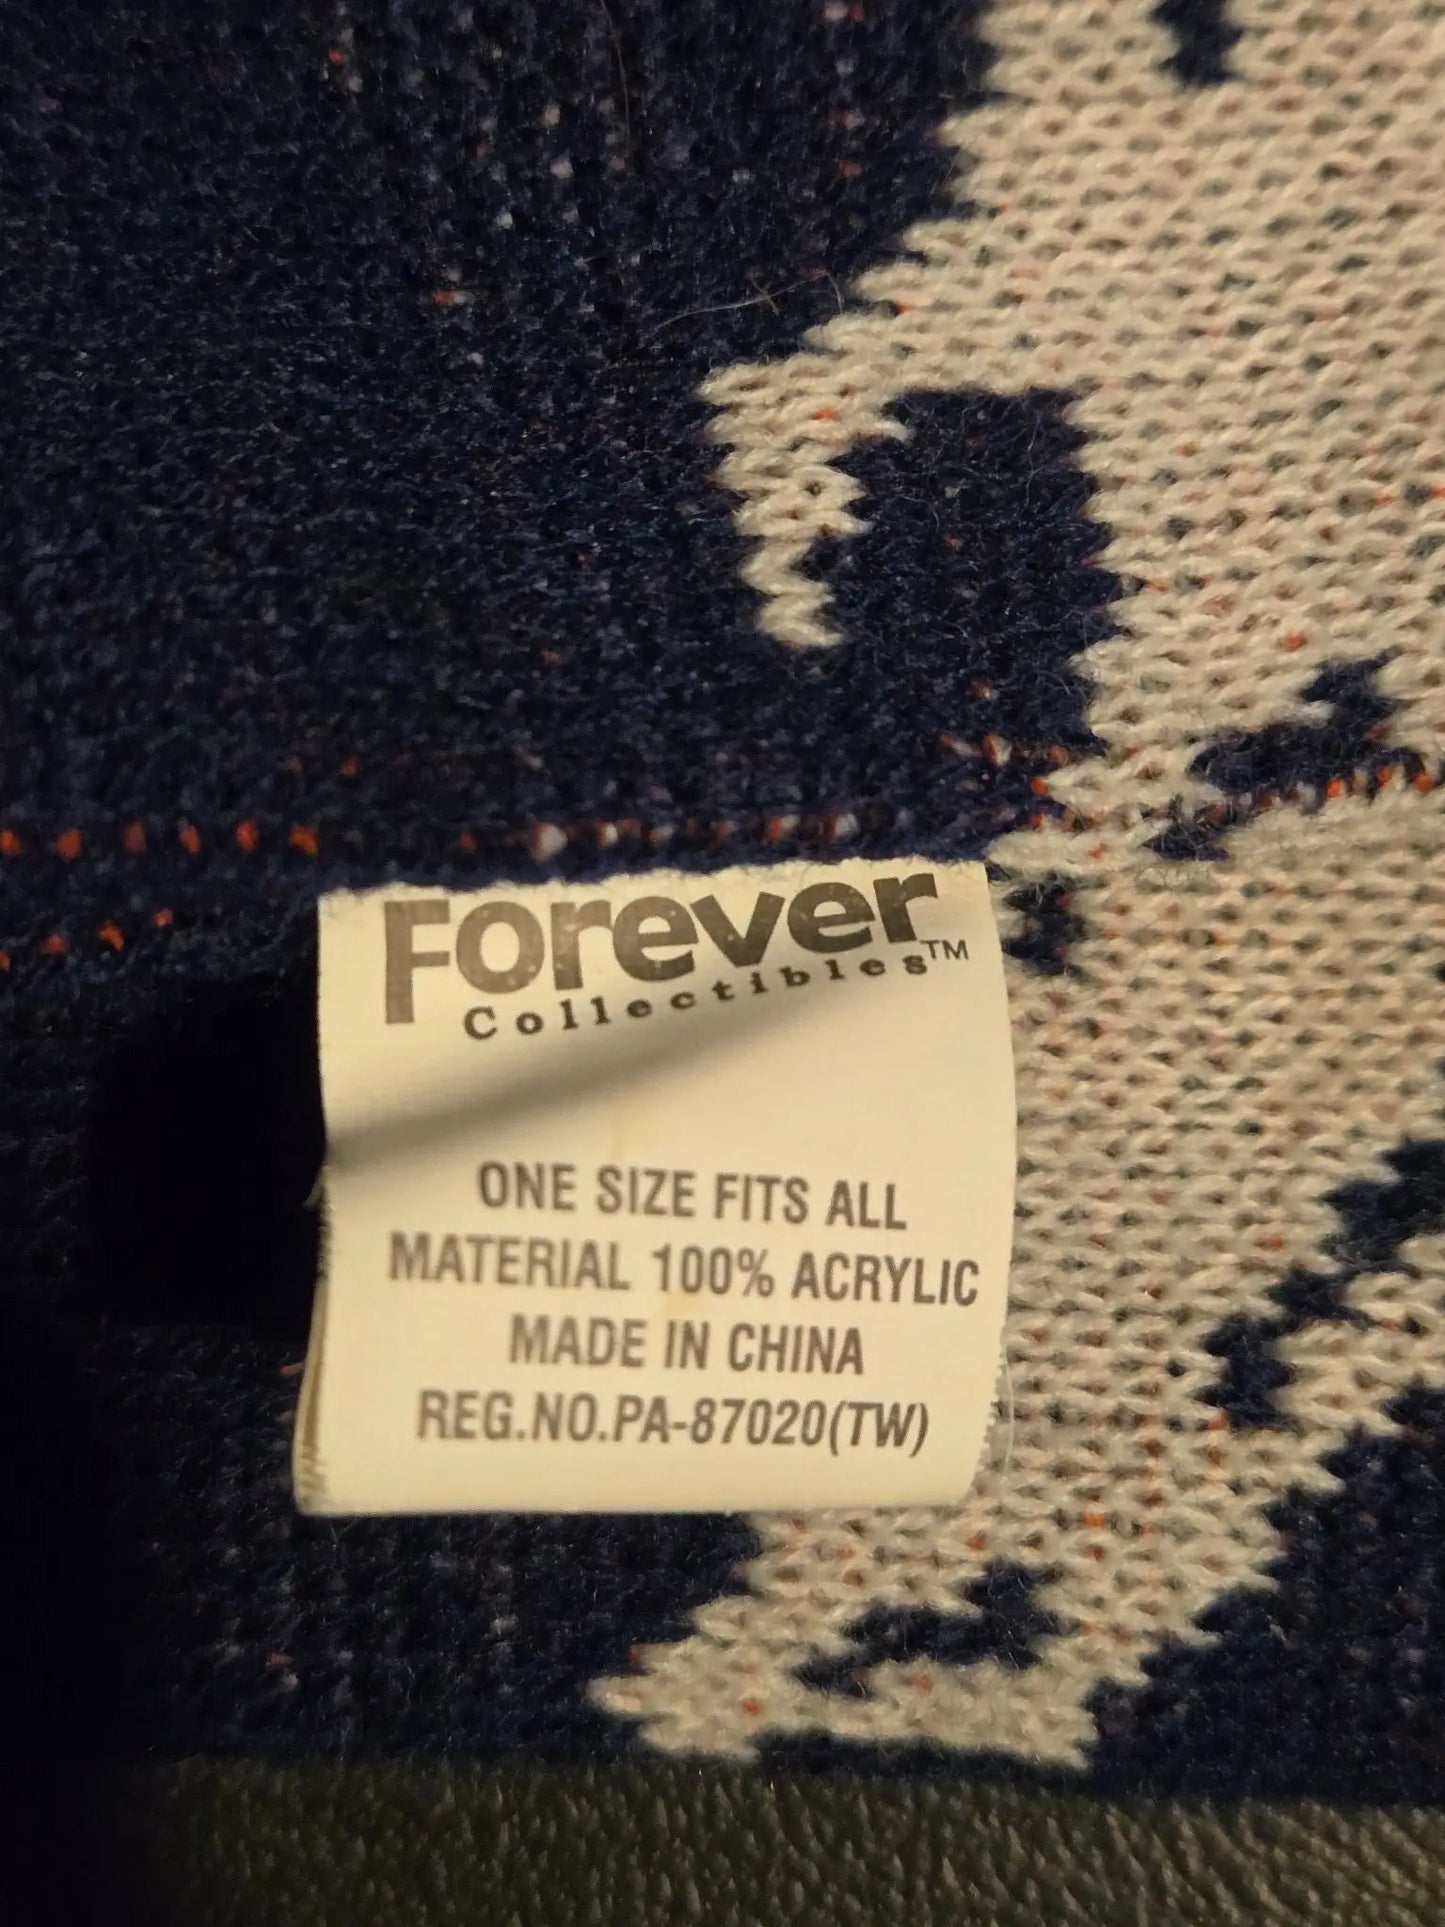 Forever
Collectibles™
ONE SIZE FITS ALL
MATERIAL 100% ACRYLIC
MADE IN CHINA
REG.NO.PA-87020(TW)